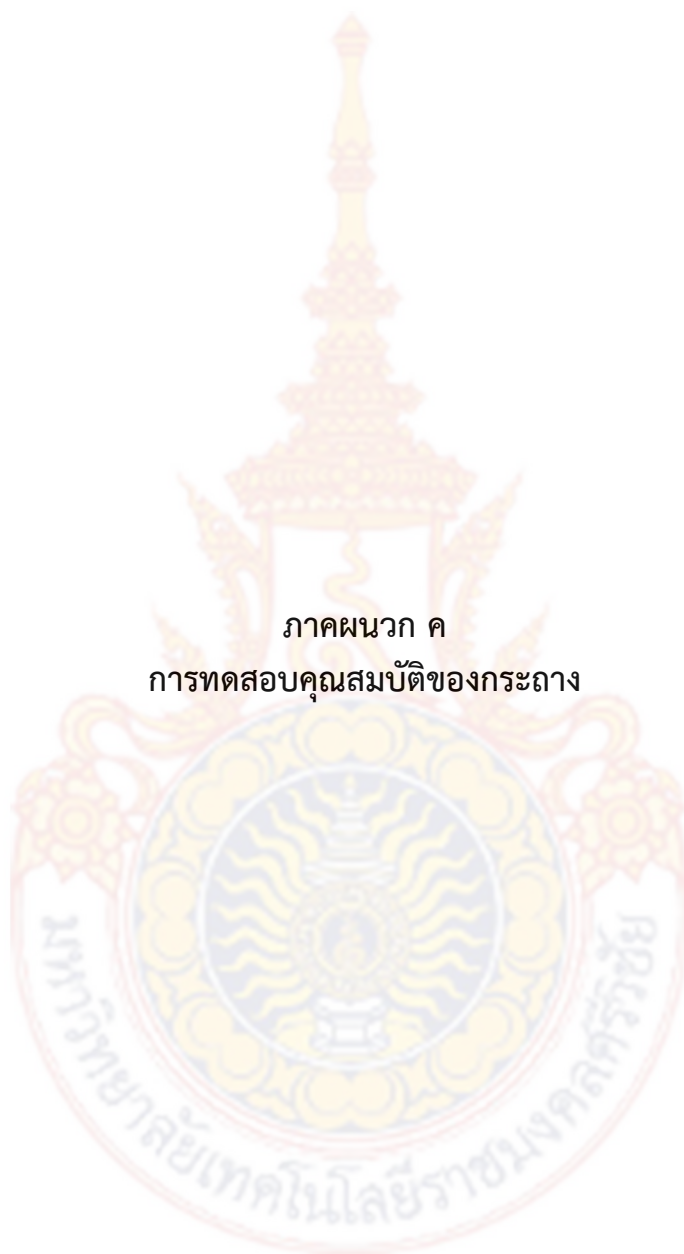 ภาคผนวก ค
การทดสอบคุณสมบัติของกระถาง
มหาวิทยาลัยเทคโนโลยีราชมงคลศรีวิชัย